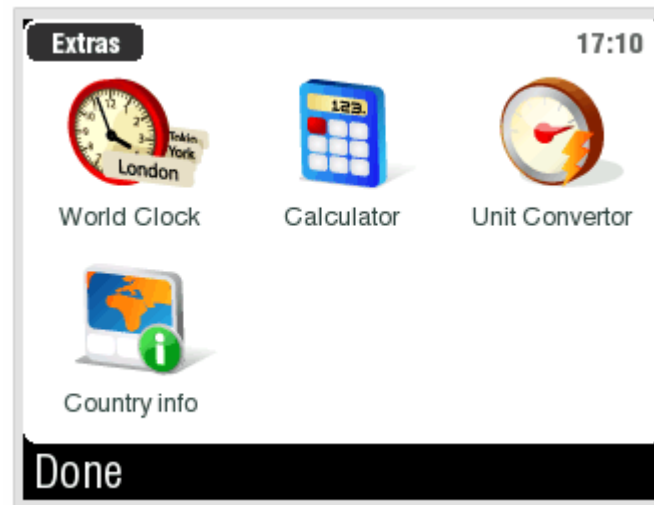 Extras 17:10
123.
Tokio
York
London
World Clock Calculator Unit Convertor
Country info
Done